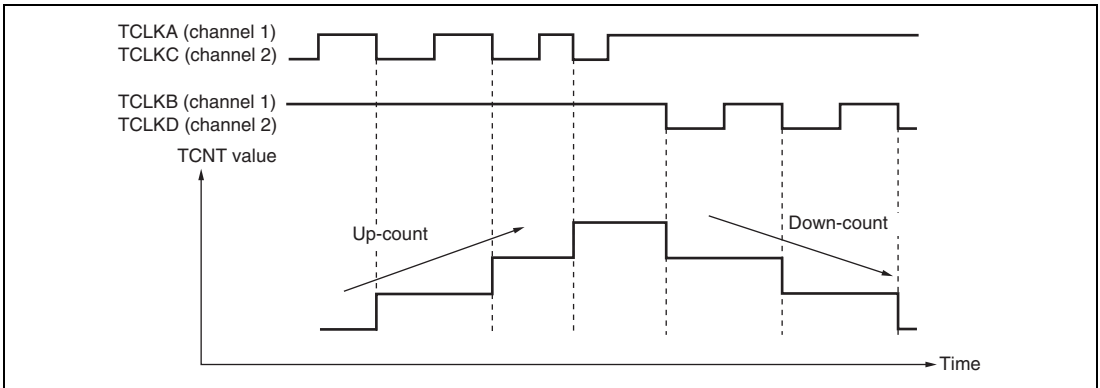 TCLKA (channel 1)
TCLKC (channel 2)
TCLKB (channel 1)
TCLKD (channel 2)
TCNT value
Up-count
Down-count
Time